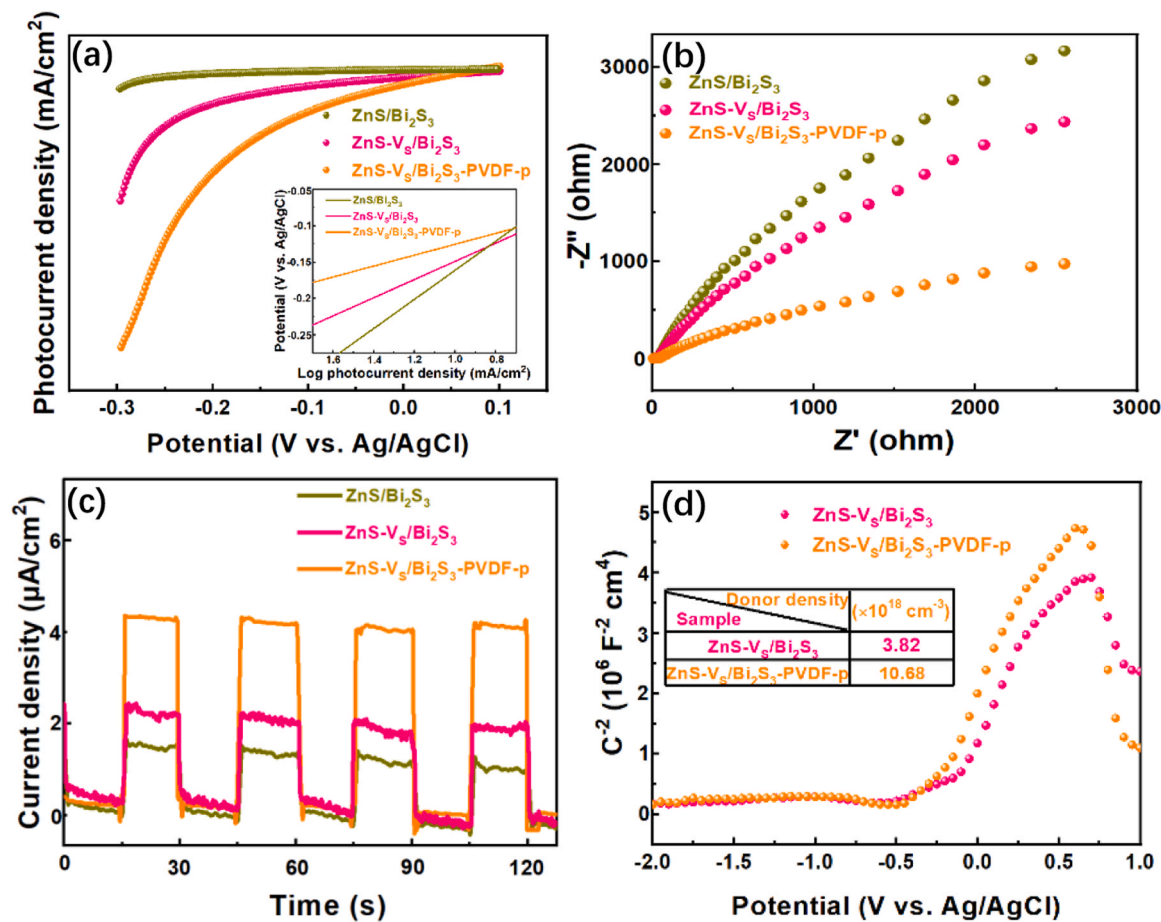 (a)
Photocurrent density (mA/cm²)
ZnS/Bi₂S₃
ZnS-Vₛ/Bi₂S₃
ZnS-Vₛ/Bi₂S₃-PVDF-p
Potential (V vs. Ag/AgCl)
-0.05
-0.10
-0.15
-0.20
-0.25
ZnS/Bi₂S₃
ZnS-Vₛ/Bi₂S₃
ZnS-Vₛ/Bi₂S₃-PVDF-p
1.6 1.4 1.2 1.0 0.8
Log photocurrent density (mA/cm²)
-0.3 -0.2 -0.1 0.0 0.1
Potential (V vs. Ag/AgCl)
(b)
-Z'' (ohm)
3000
2000
1000
0
ZnS/Bi₂S₃
ZnS-Vₛ/Bi₂S₃
ZnS-Vₛ/Bi₂S₃-PVDF-p
0 1000 2000 3000
Z' (ohm)
(c)
Current density (µA/cm²)
6
4
2
0
ZnS/Bi₂S₃
ZnS-Vₛ/Bi₂S₃
ZnS-Vₛ/Bi₂S₃-PVDF-p
0 30 60 90 120
Time (s)
(d)
C⁻² (10⁶ F⁻² cm⁴)
5
4
3
2
1
0
ZnS-Vₛ/Bi₂S₃
ZnS-Vₛ/Bi₂S₃-PVDF-p
Donor density (×10¹⁸ cm⁻³)
Sample
ZnS-Vₛ/Bi₂S₃ 3.82
ZnS-Vₛ/Bi₂S₃-PVDF-p 10.68
-2.0 -1.5 -1.0 -0.5 0.0 0.5 1.0
Potential (V vs. Ag/AgCl)